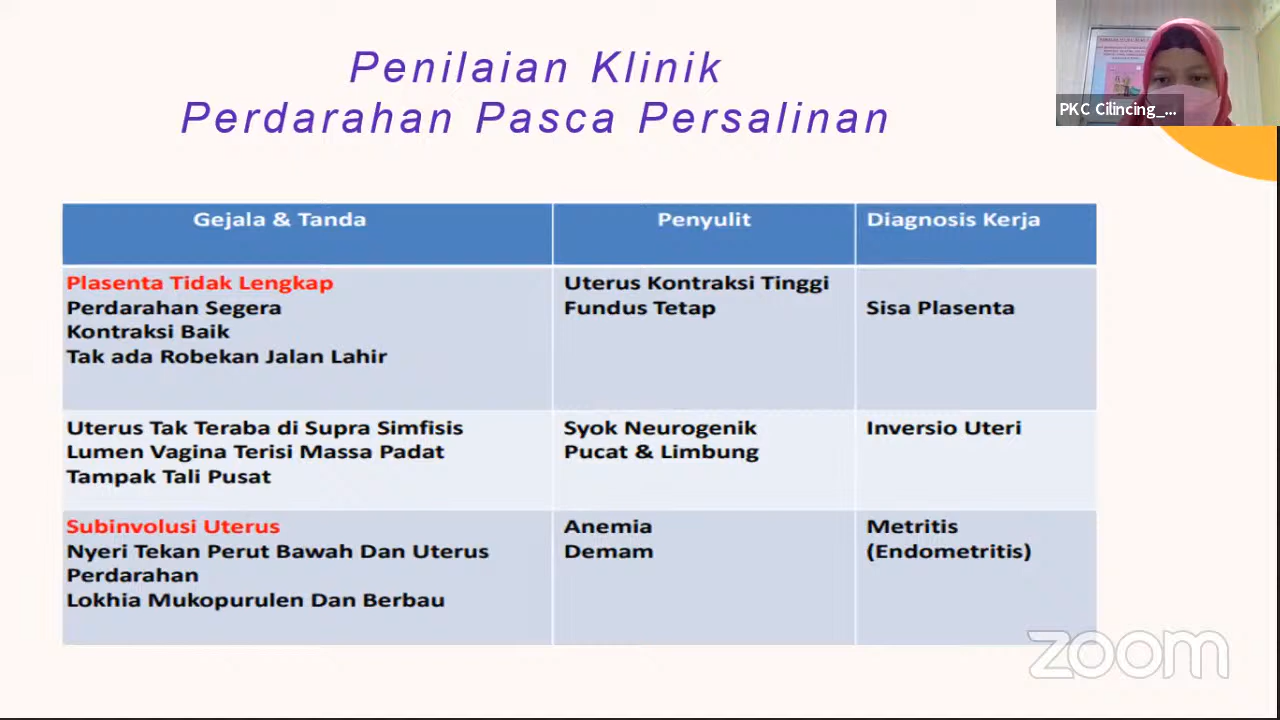 Penilaian Klinik
Perdarahan Pasca Persalinan
PKC Cilincing_...
Gejala & Tanda
Penyulit
Diagnosis Kerja
Plasenta Tidak Lengkap
Perdarahan Segera
Kontraksi Baik
Tak ada Robekan Jalan Lahir
Uterus Kontraksi Tinggi
Fundus Tetap
Sisa Plasenta
Uterus Tak Teraba di Supra Simfisis
Lumen Vagina Terisi Massa Padat
Tampak Tali Pusat
Syok Neurogenik
Pucat & Limbung
Inversio Uteri
Subinvolusi Uterus
Nyeri Tekan Perut Bawah Dan Uterus
Perdarahan
Lokhia Mukopurulen Dan Berbau
Anemia
Demam
Metritis
(Endometritis)
zoom